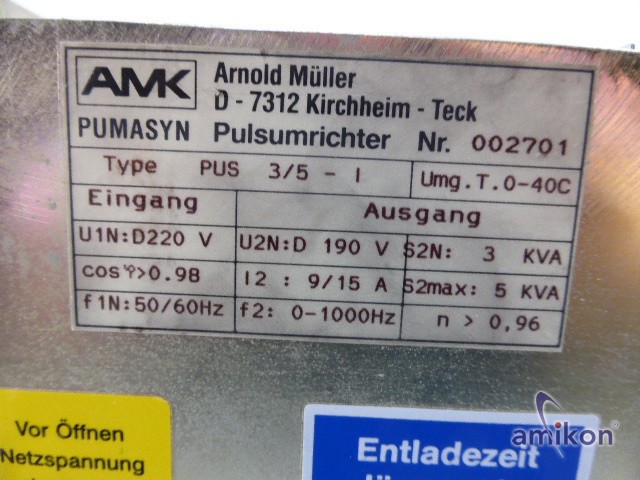 AMK
Arnold Müller
D - 7312 Kirchheim - Teck
PUMASYN Pulsumrichter Nr. 002701
Type PUS 3/5 - I Umg.T.0-40C
Eingang Ausgang
U1N:D220 V U2N:D 190 V S2N: 3 KVA
cosφ>0.98 I2 : 9/15 A S2max: 5 KVA
f1N:50/60Hz f2: 0-1000Hz n > 0,96
Vor Öffnen
Netzspannung
Entladezeit
amikon